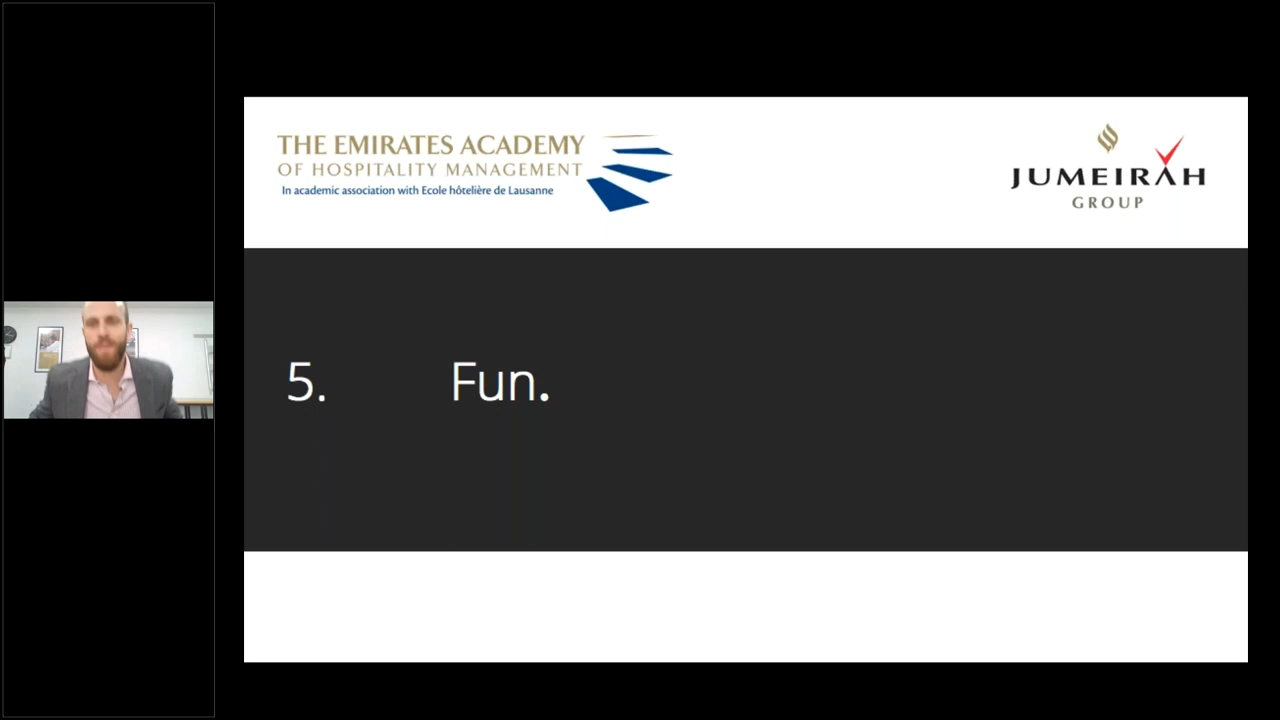 THE EMIRATES ACADEMY
OF HOSPITALITY MANAGEMENT
In academic association with Ecole hôtelière de Lausanne
JUMEIRAH
GROUP
5. Fun.